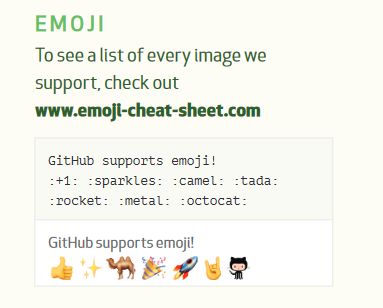 EMOJI
To see a list of every image we
support, check out
www.emoji-cheat-sheet.com
GitHub supports emoji!
:+1: :sparkles: :camel: :tada:
:rocket: :metal: :octocat:
GitHub supports emoji!
👍 ✨ 🐫 🎉 🚀 🤘